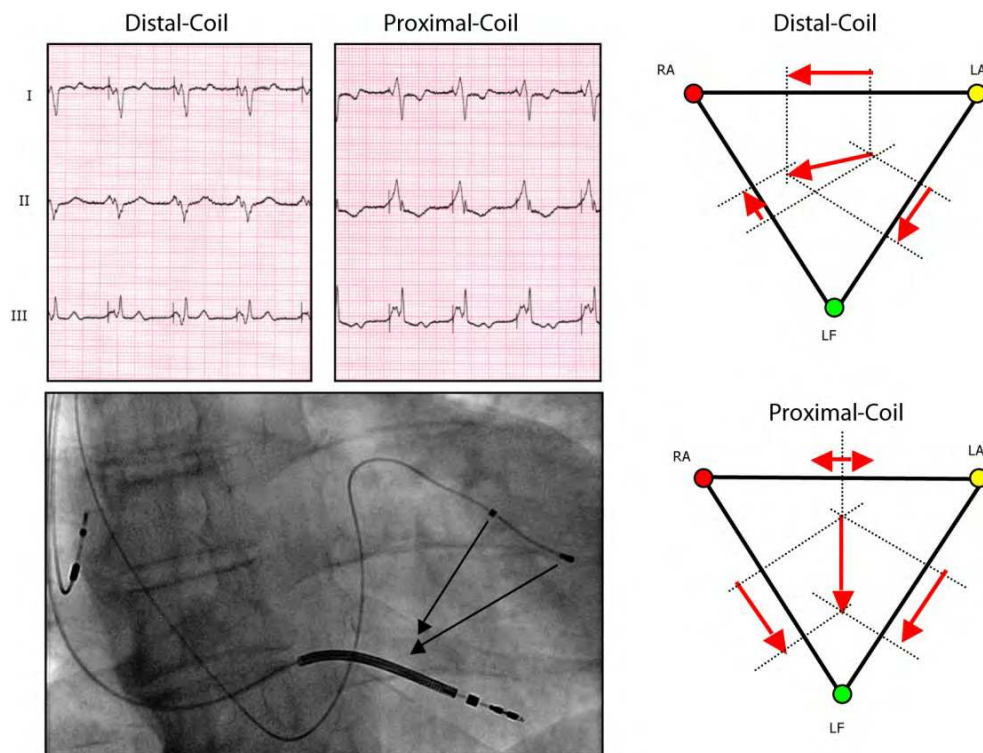 Distal-Coil
Proximal-Coil
Distal-Coil
I
II
III
RA
LA
LF
Proximal-Coil
RA
LA
LF